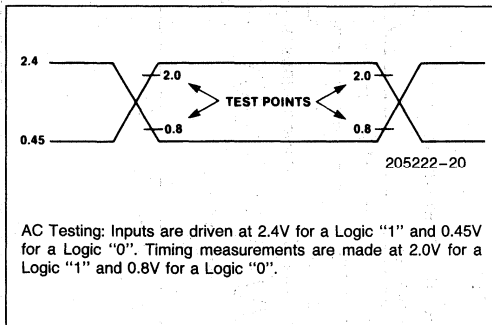 2.4
2.0
2.0
TEST POINTS
0.8
0.8
0.45
205222-20
AC Testing: Inputs are driven at 2.4V for a Logic "1" and 0.45V
for a Logic "0". Timing measurements are made at 2.0V for a
Logic "1" and 0.8V for a Logic "0".